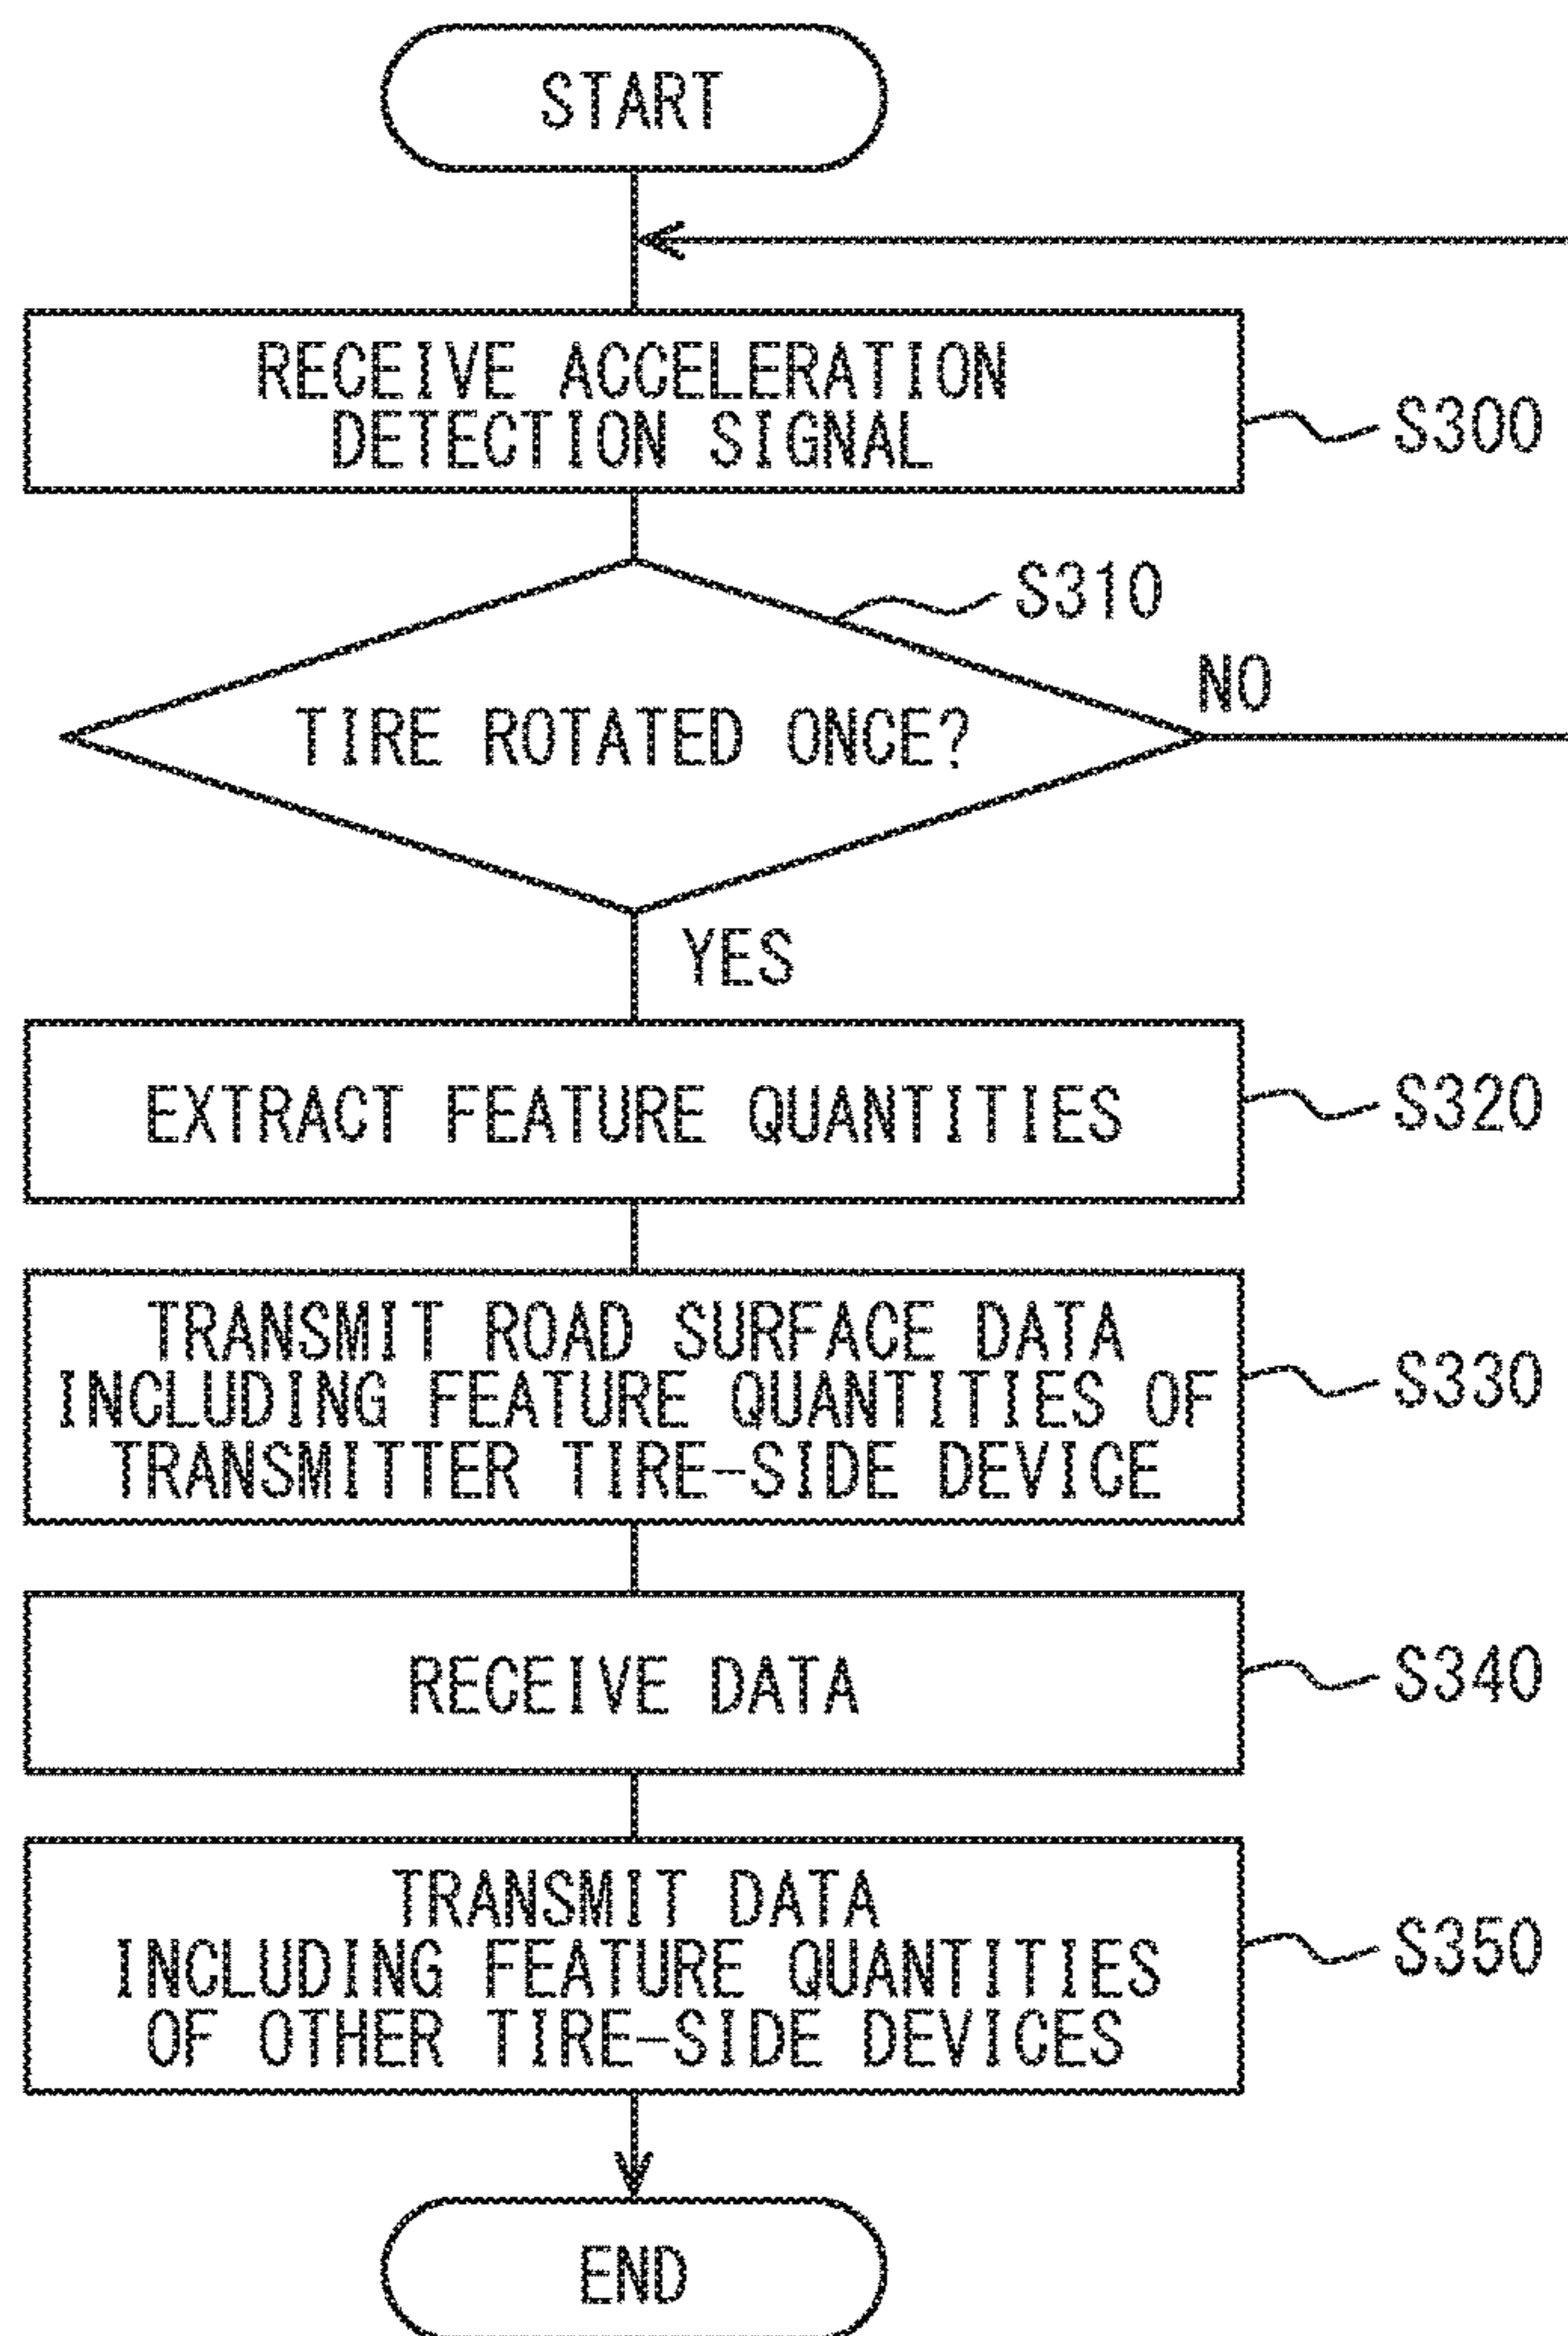 START
RECEIVE ACCELERATION
DETECTION SIGNAL
S300
S310
TIRE ROTATED ONCE?
NO
YES
EXTRACT FEATURE QUANTITIES
S320
TRANSMIT ROAD SURFACE DATA
INCLUDING FEATURE QUANTITIES OF
TRANSMITTER TIRE-SIDE DEVICE
S330
RECEIVE DATA
S340
TRANSMIT DATA
INCLUDING FEATURE QUANTITIES
OF OTHER TIRE-SIDE DEVICES
S350
END